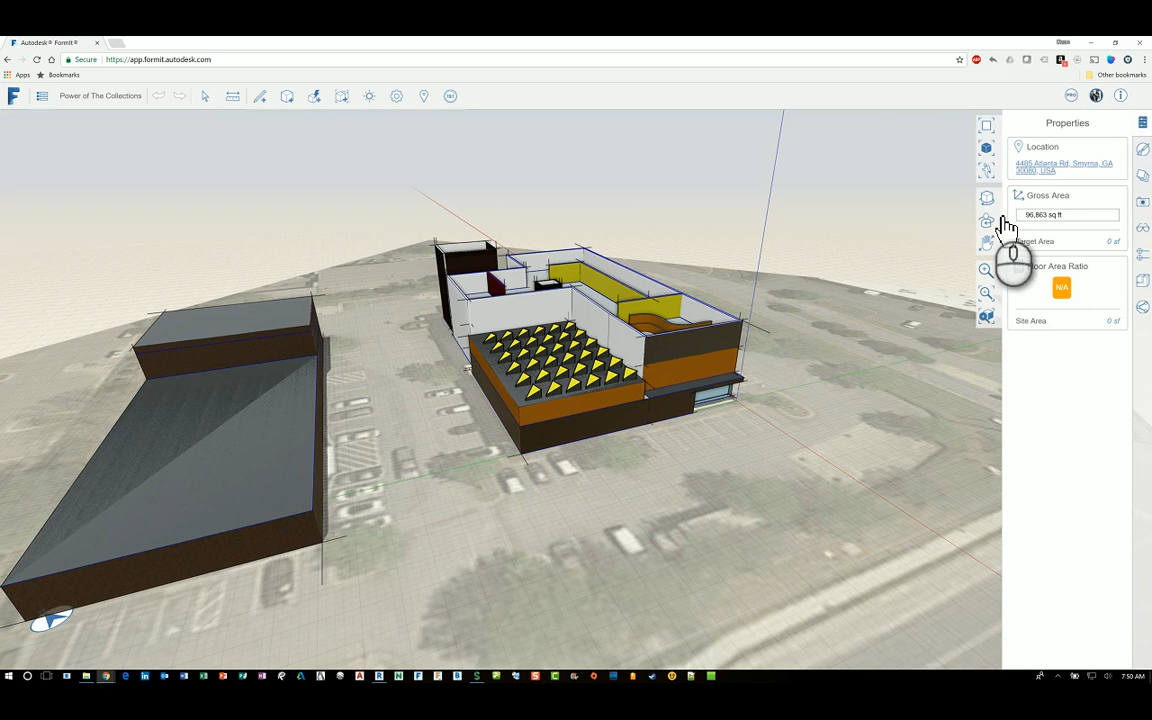 Autodesk® FormIt®
Secure
https://app.formit.autodesk.com
Apps
Bookmarks
Other bookmarks
Power of The Collections
PRO
Properties
Location
4485 Atlanta Rd, Smyrna, GA
30080, USA
Gross Area
96,863 sq ft
Target Area
0 sf
oor Area Ratio
N/A
Site Area
0 sf
7:50 AM